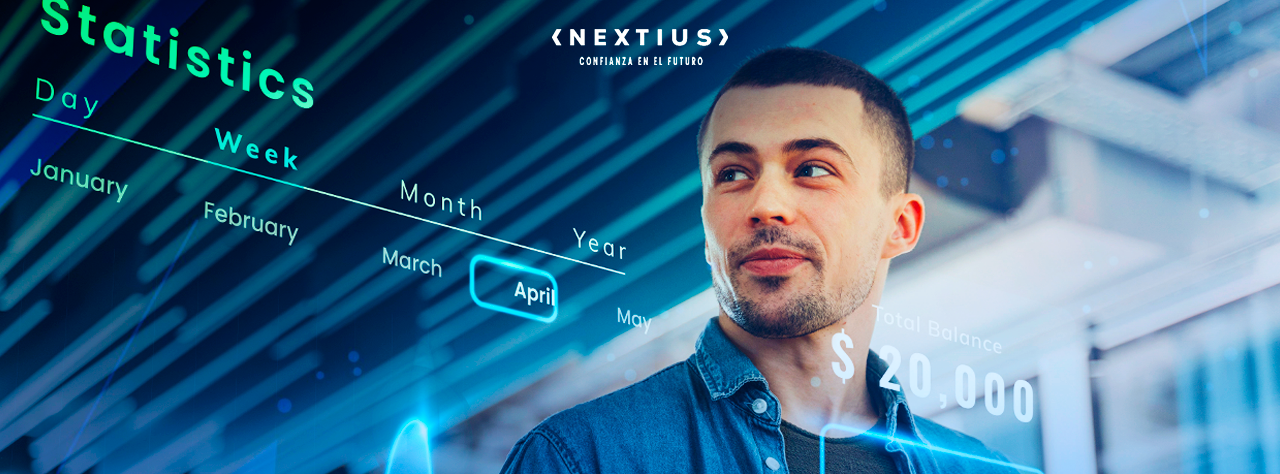 ‹NEXTIUS›
CONFIANZA EN EL FUTURO
Statistics
Day
Week
Month
Year
January
February
March
April
May
Total Balance
$ 20,000